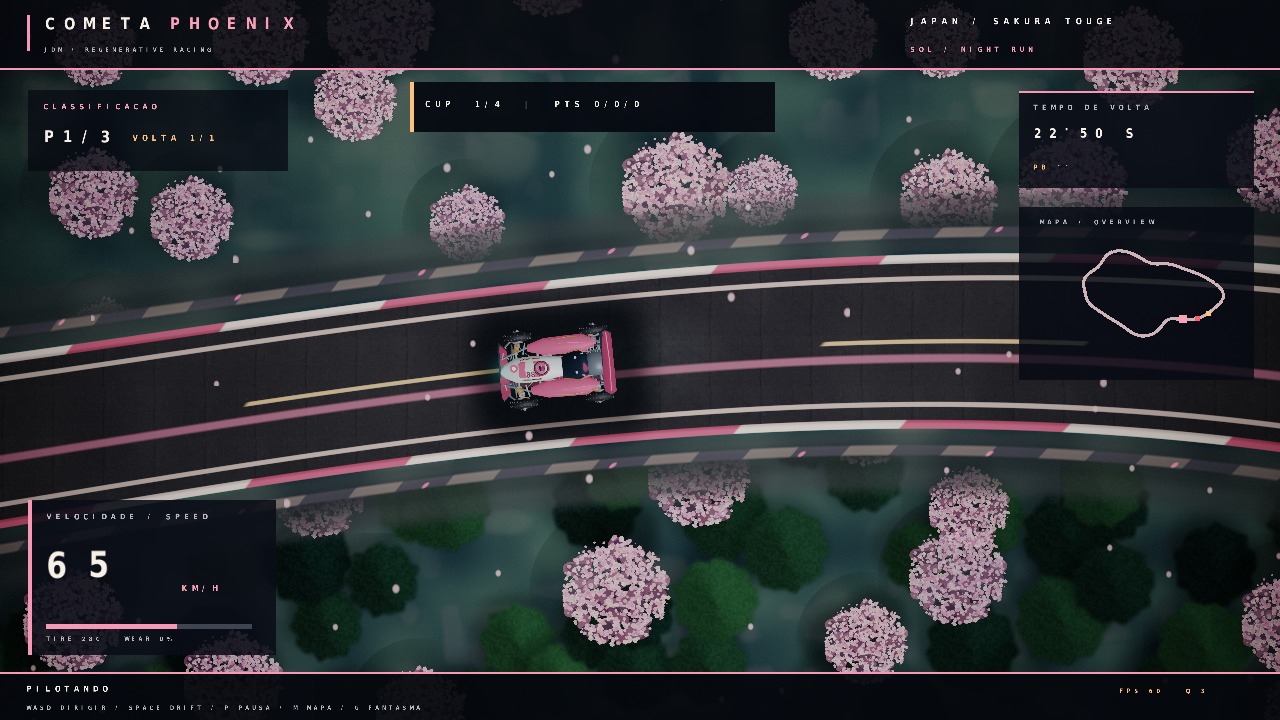 COMETA PHOENIX
JDM / REGENERATIVE RACING
JAPAN / SAKURA TOUGE
SOL / NIGHT RUN
CLASSIFICACAO
P1/3 VOLTA 1/1
CUP 1/4 | PTS 0/0/0
TEMPO DE VOLTA
22"50 S
PB --
MAPA · OVERVIEW
VELOCIDADE / SPEED
65
KM/H
TIRE 28C WEAR 0%
PILOTANDO
WASD DIRIGIR / SPACE DRIFT / P PAUSA · M MAPA / G FANTASMA
FPS 60 Q 3